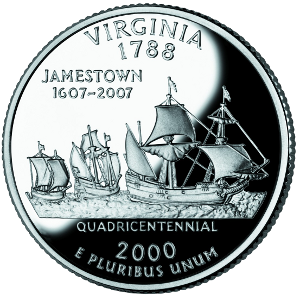 VIRGINIA
1788
JAMESTOWN
1607-2007
QUADRICENTENNIAL
2000
E PLURIBUS UNUM